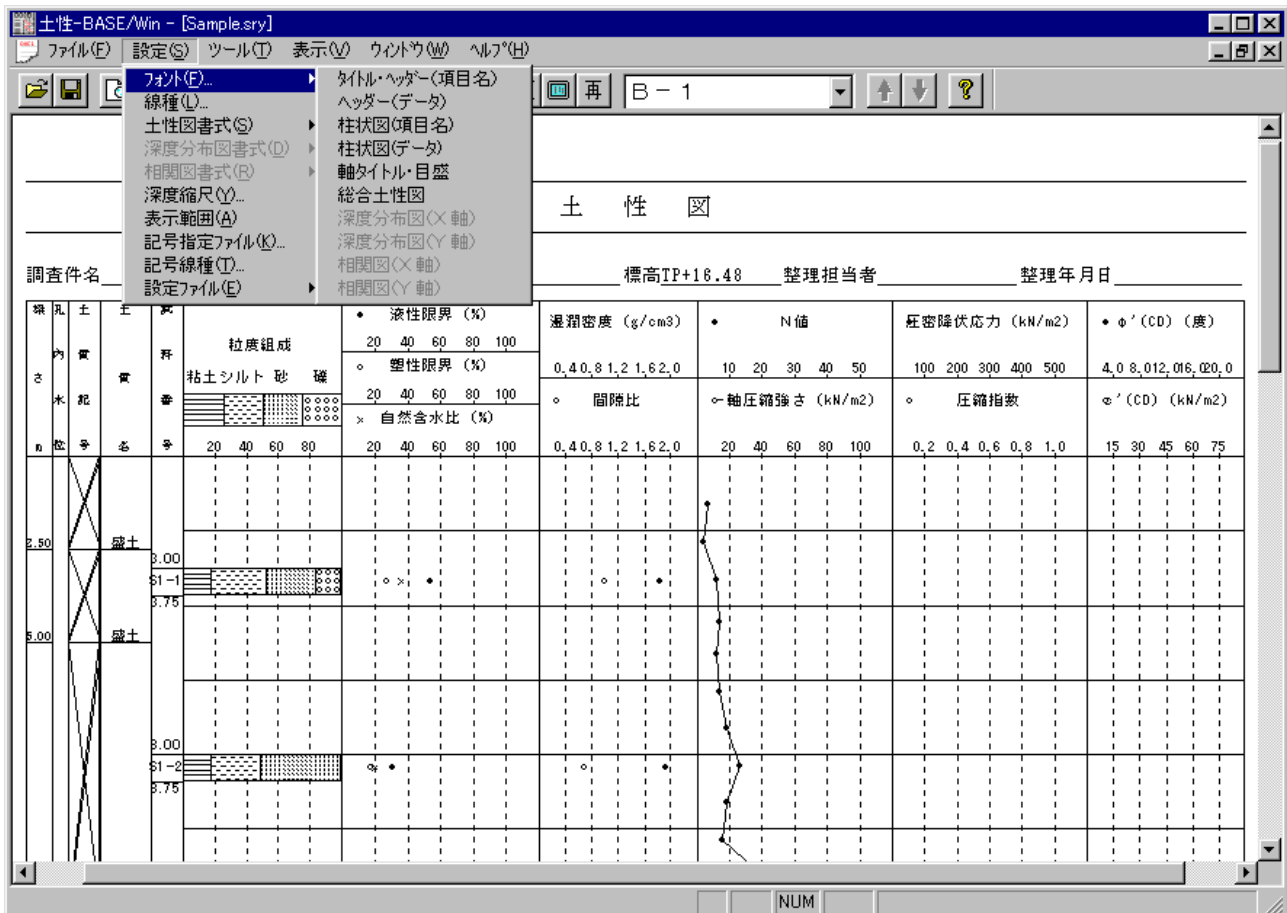 土性-BASE/Win - [Sample.sry]
ファイル(F) 設定(S) ツール(T) 表示(V) ウィンドウ(W) ヘルプ(H)
再 B-1
フォント(F)...
線種(L)...
土性図書式(S)
深度分布図書式(D)
相関図書式(R)
深度縮尺(Y)...
表示範囲(A)
記号指定ファイル(K)...
記号線種(T)...
設定ファイル(E)
タイトル・ヘッダー(項目名)
ヘッダー(データ)
柱状図(項目名)
柱状図(データ)
軸タイトル・目盛
総合土性図
深度分布図(X 軸)
深度分布図(Y 軸)
相関図(X 軸)
相関図(Y 軸)
土 性 図
調査件名 標高TP+16.48 整理担当者 整理年月日
孔内水位
土質記号
土質名
料番号
粒度組成
粘土 シルト 砂 礫
20 40 60 80
液性限界 (%)
20 40 60 80 100
塑性限界 (%)
20 40 60 80 100
自然含水比 (%)
20 40 60 80 100
湿潤密度 (g/cm3)
0.4 0.8 1.2 1.6 2.0
間隙比
0.4 0.8 1.2 1.6 2.0
N値
10 20 30 40 50
一軸圧縮強さ (kN/m2)
20 40 60 80 100
圧密降伏応力 (kN/m2)
100 200 300 400 500
圧縮指数
0.2 0.4 0.6 0.8 1.0
φ'(CD) (度)
4.0 8.0 12.0 16.0 20.0
(CD) (kN/m2)
15 30 45 60 75
2.50 盛土
3.00
S1-1
3.75
5.00 盛土
8.00
S1-2
8.75
NUM